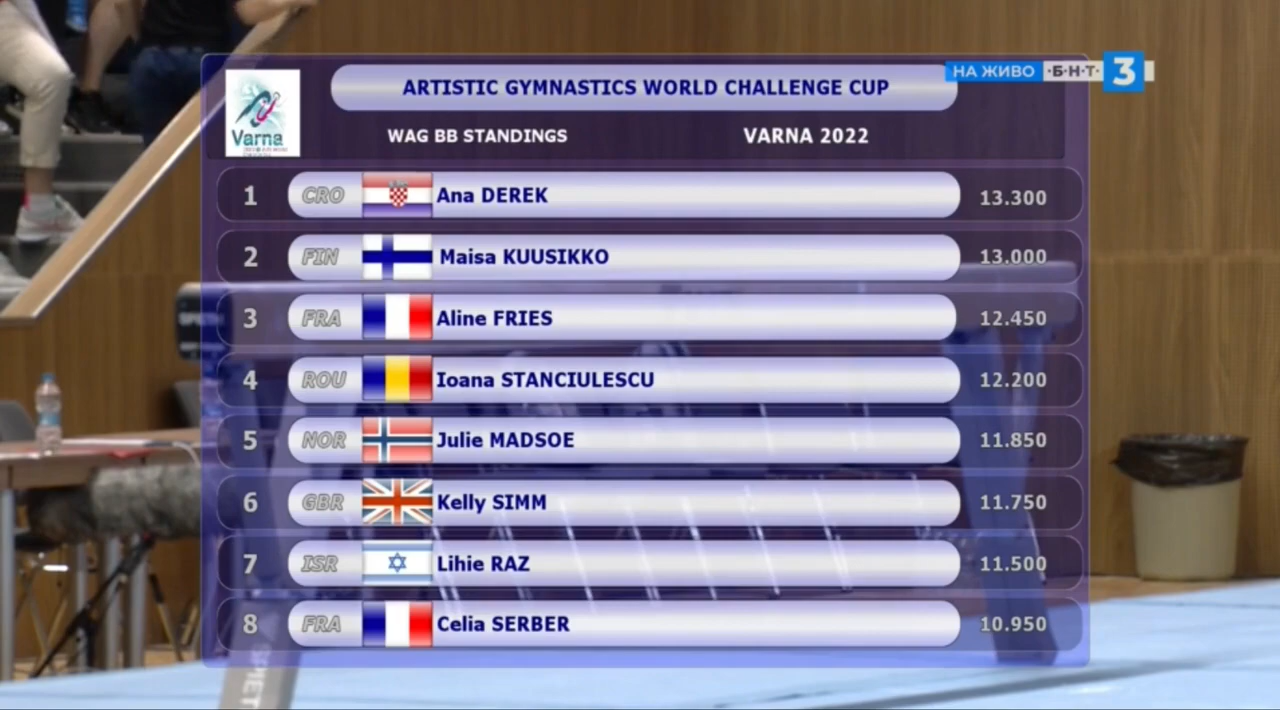 ARTISTIC GYMNASTICS WORLD CHALLENGE CUP
НА ЖИВО ·Б·Н·Т· 3
Varna
WAG BB STANDINGS VARNA 2022
1 CRO Ana DEREK 13.300
2 FIN Maisa KUUSIKKO 13.000
3 FRA Aline FRIES 12.450
4 ROU Ioana STANCIULESCU 12.200
5 NOR Julie MADSOE 11.850
6 GBR Kelly SIMM 11.750
7 ISR Lihie RAZ 11.500
8 FRA Celia SERBER 10.950
SPIETH